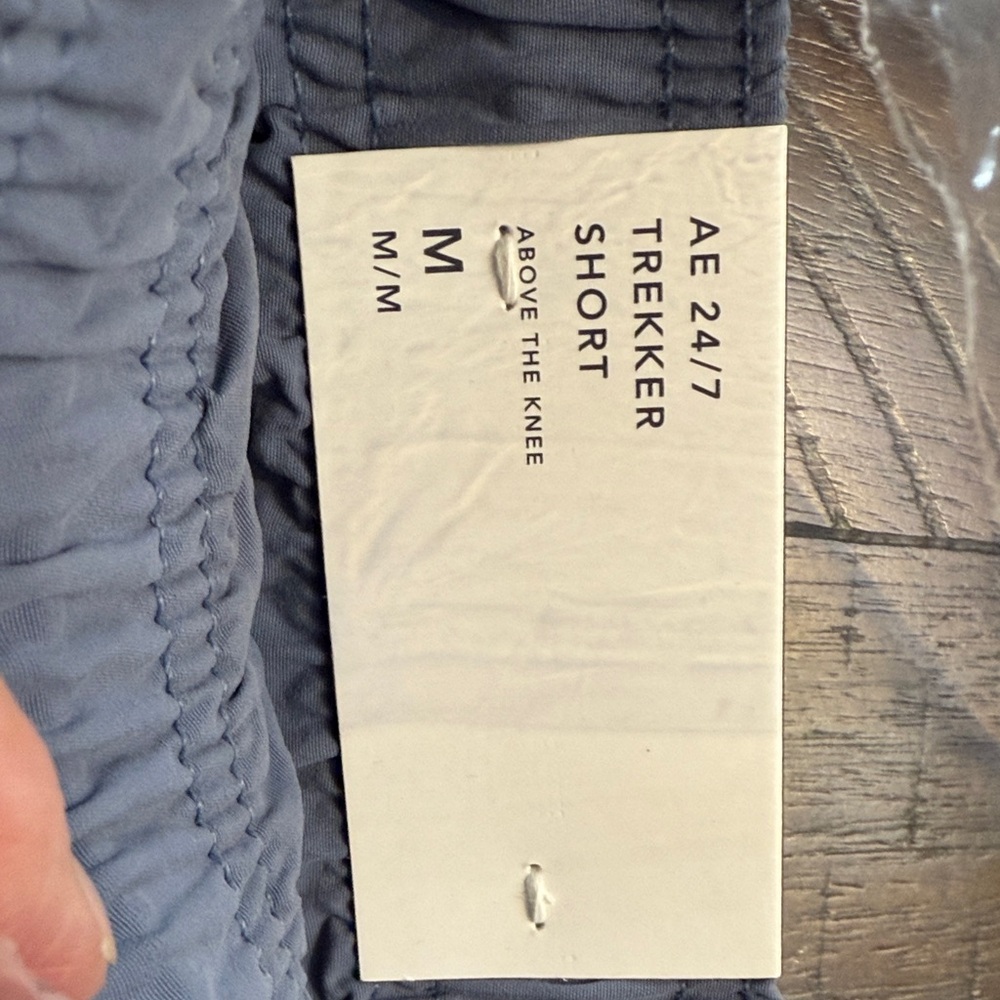 AE 24/7
TREKKER
SHORT
ABOVE THE KNEE
M
M/M